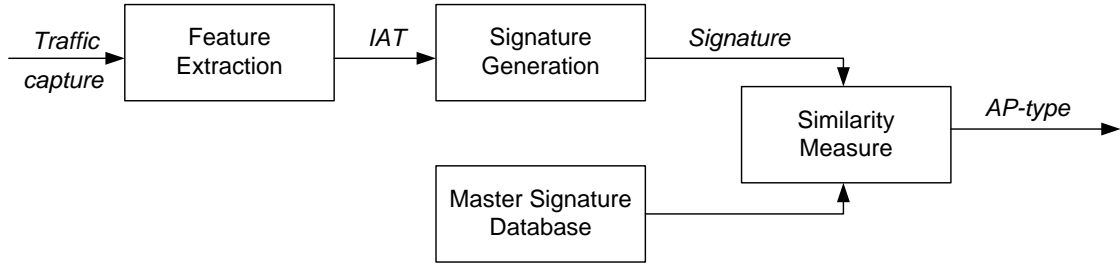 Traffic
capture
Feature
Extraction
IAT
Signature
Generation
Signature
Similarity
Measure
AP-type
Master Signature
Database